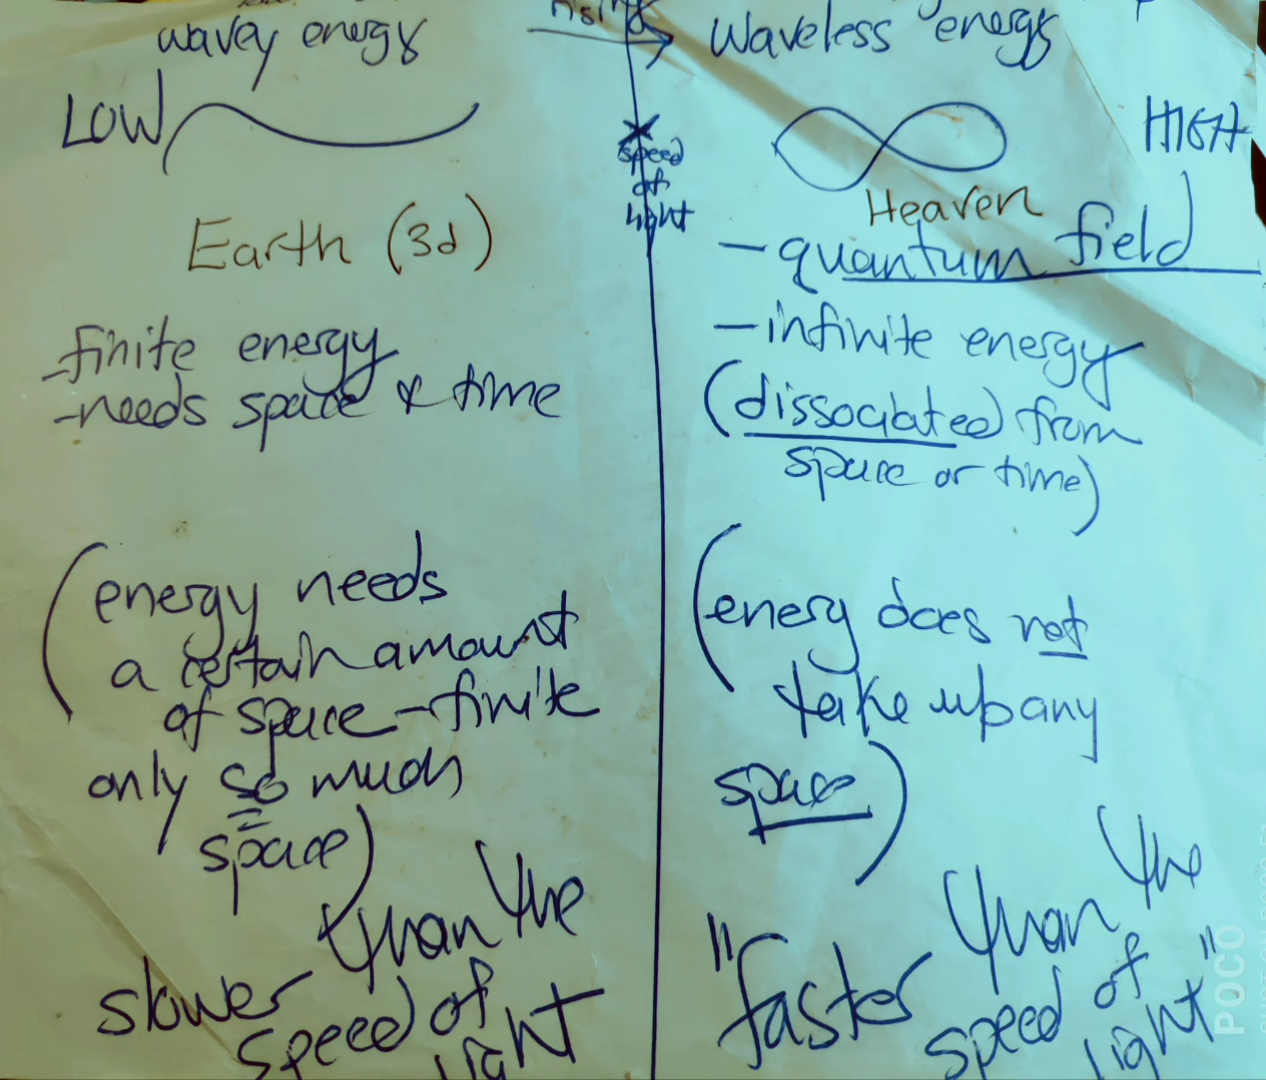 wavey energy
LOW
Earth (3d)
-finite energy
-needs space & time
(energy needs
a certain amount
of space - finite
only so much
space)
slower than the
speed of
light
rising
speed
of
light
Waveless energy
HIGH
Heaven
- quantum field
- infinite energy
(dissociated from
space or time)
(energy does not
take up any
space)
"faster than the
speed of
light"
POCO